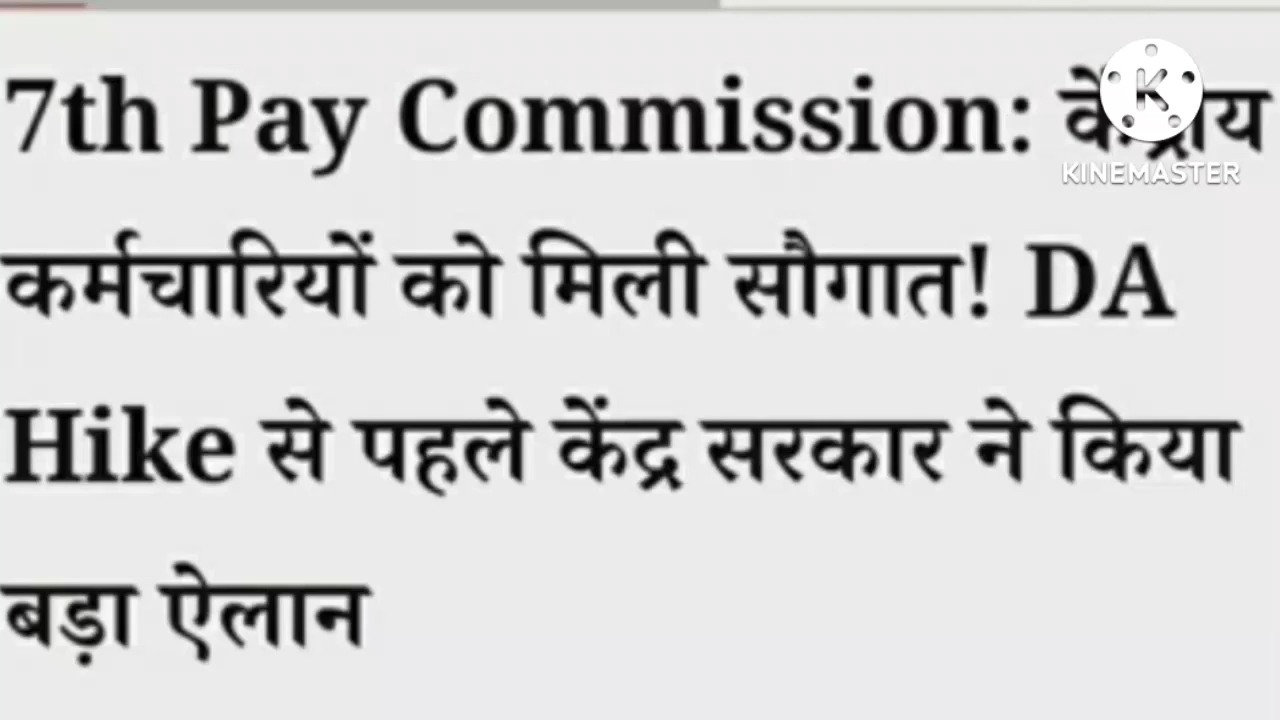 7th Pay Commission: केंद्रीय
KINEMASTER
कर्मचारियों को मिली सौगात! DA
Hike से पहले केंद्र सरकार ने किया
बड़ा ऐलान